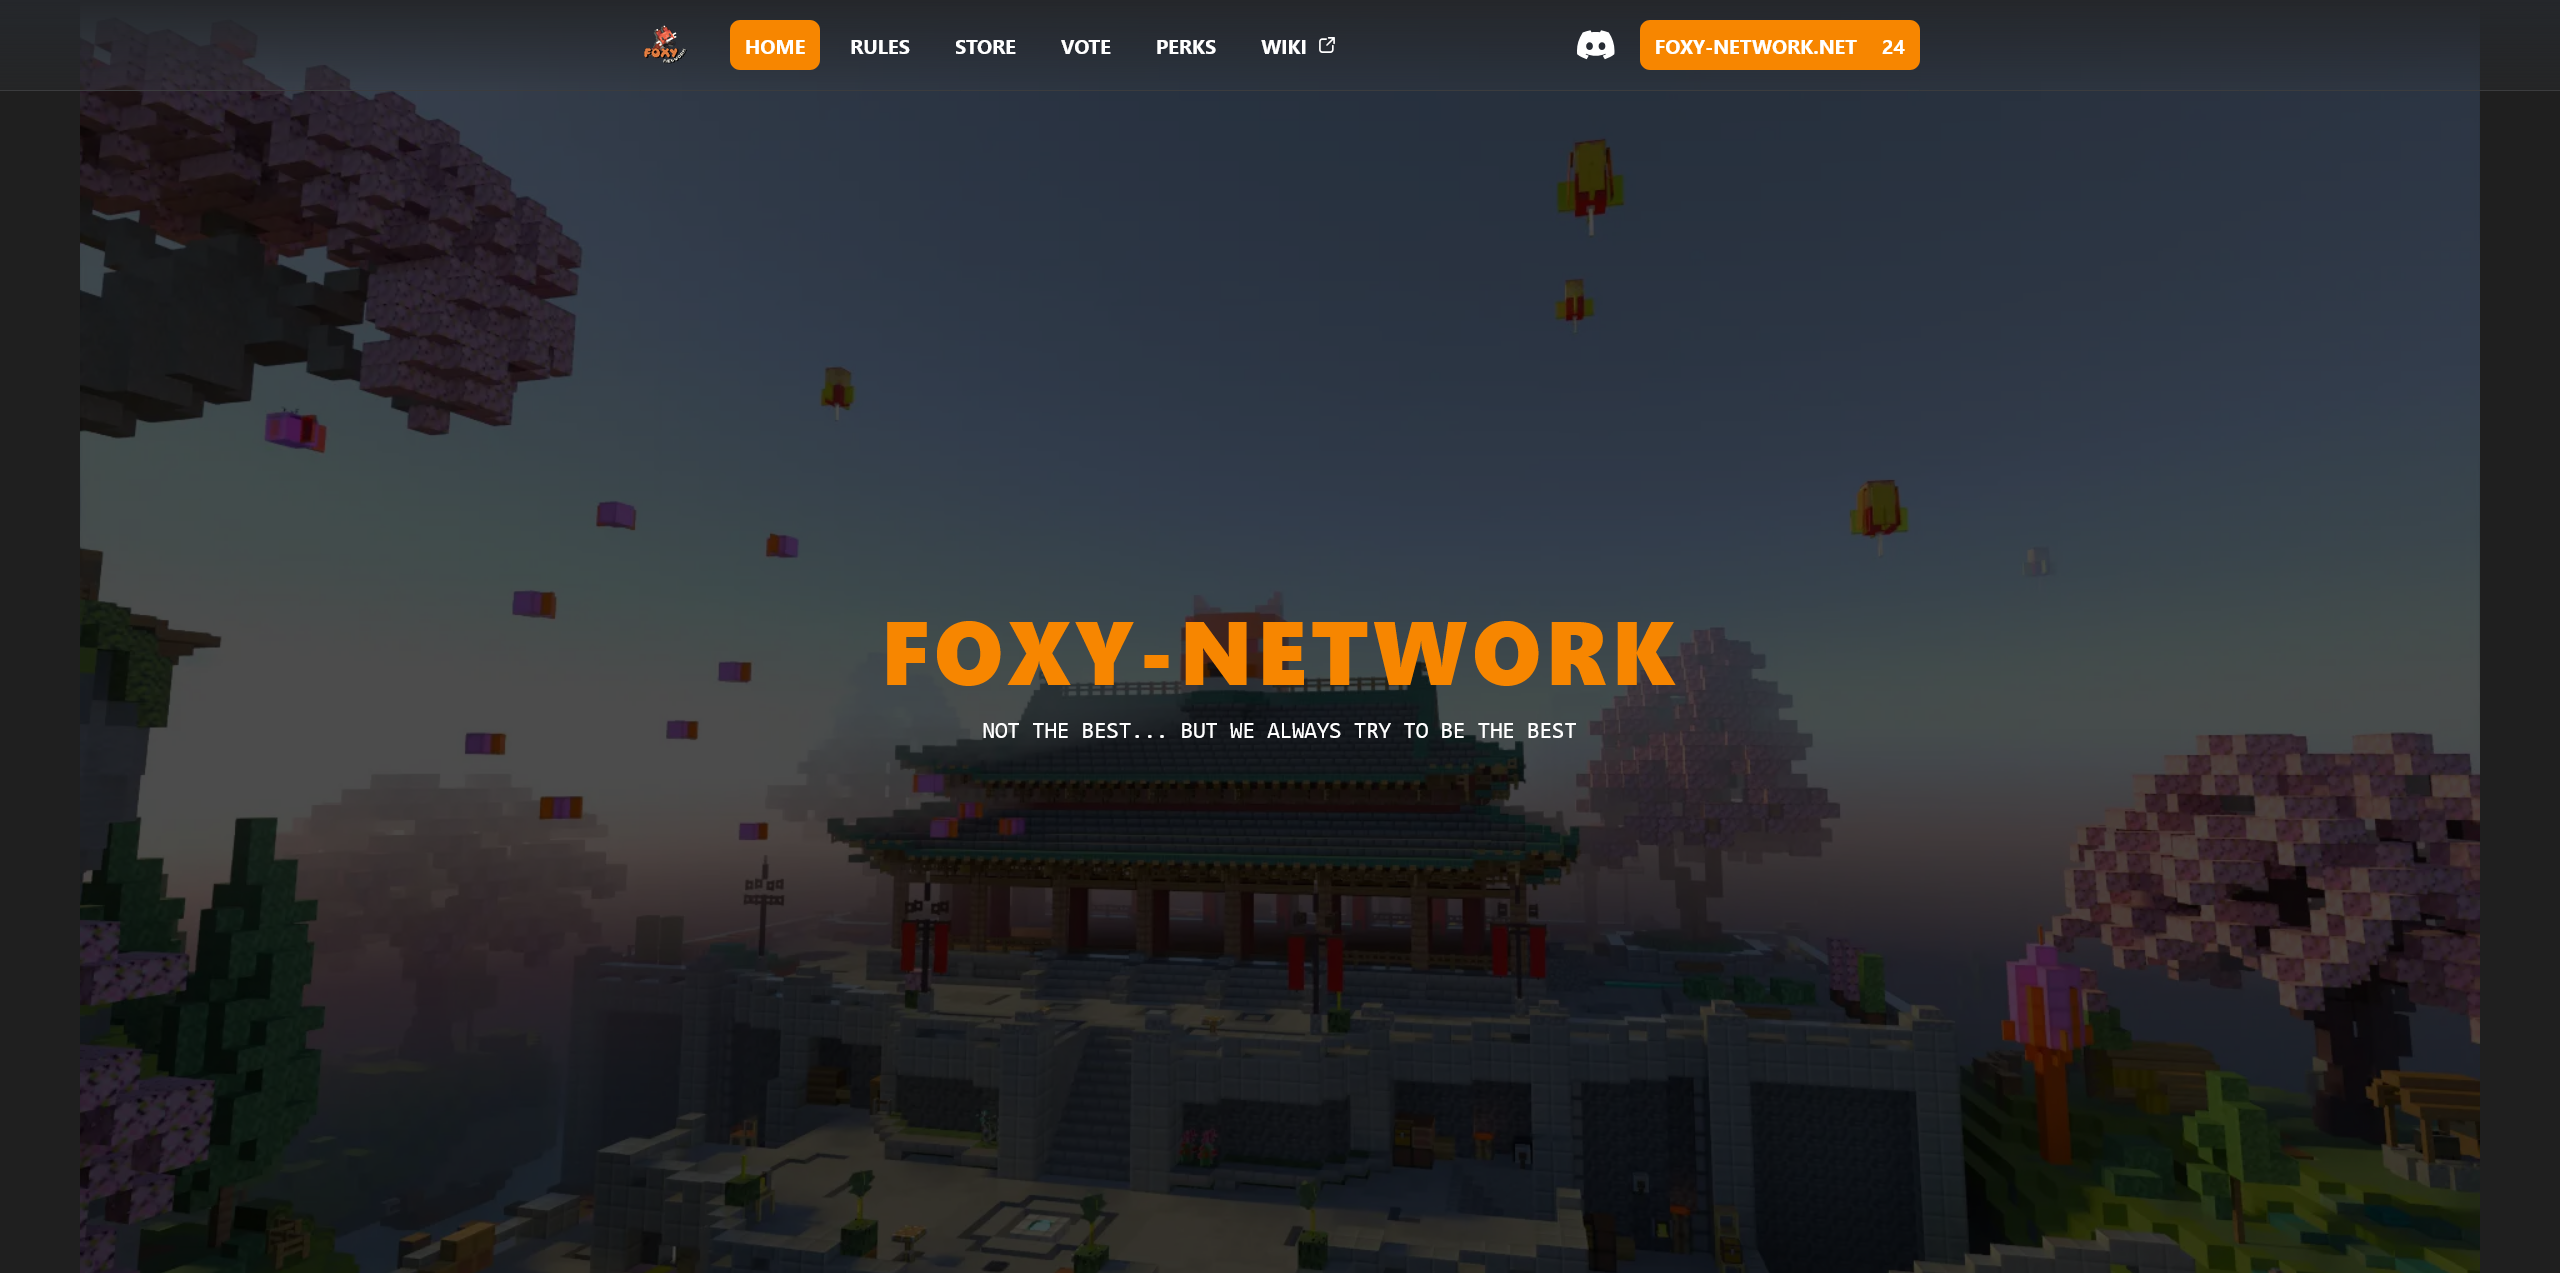 FOXY NETWORK
HOME
RULES
STORE
VOTE
PERKS
WIKI
FOXY-NETWORK.NET 24
FOXY-NETWORK
NOT THE BEST... BUT WE ALWAYS TRY TO BE THE BEST